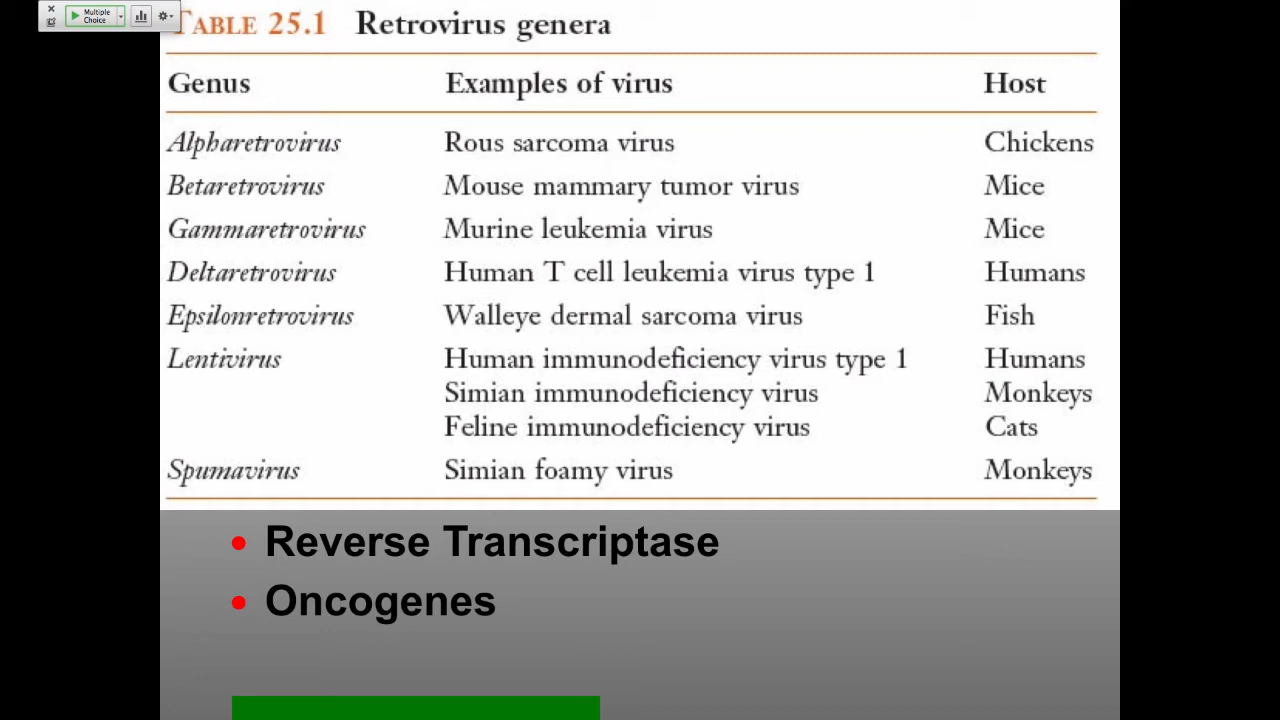 Multiple
Choice
TABLE 25.1 Retrovirus genera
Genus Examples of virus Host
Alpharetrovirus Rous sarcoma virus Chickens
Betaretrovirus Mouse mammary tumor virus Mice
Gammaretrovirus Murine leukemia virus Mice
Deltaretrovirus Human T cell leukemia virus type 1 Humans
Epsilonretrovirus Walleye dermal sarcoma virus Fish
Lentivirus Human immunodeficiency virus type 1 Humans
Simian immunodeficiency virus Monkeys
Feline immunodeficiency virus Cats
Spumavirus Simian foamy virus Monkeys
• Reverse Transcriptase
• Oncogenes